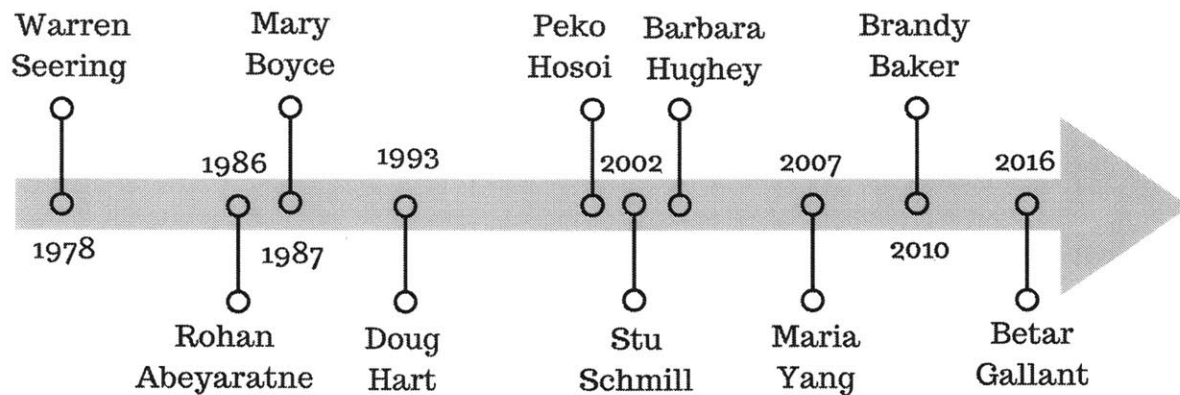 Warren
Seering
Mary
Boyce
Peko
Hosoi
Barbara
Hughey
Brandy
Baker
1986
1993
2002
2007
2016
1978
1987
2010
Rohan
Abeyaratne
Doug
Hart
Stu
Schmill
Maria
Yang
Betar
Gallant